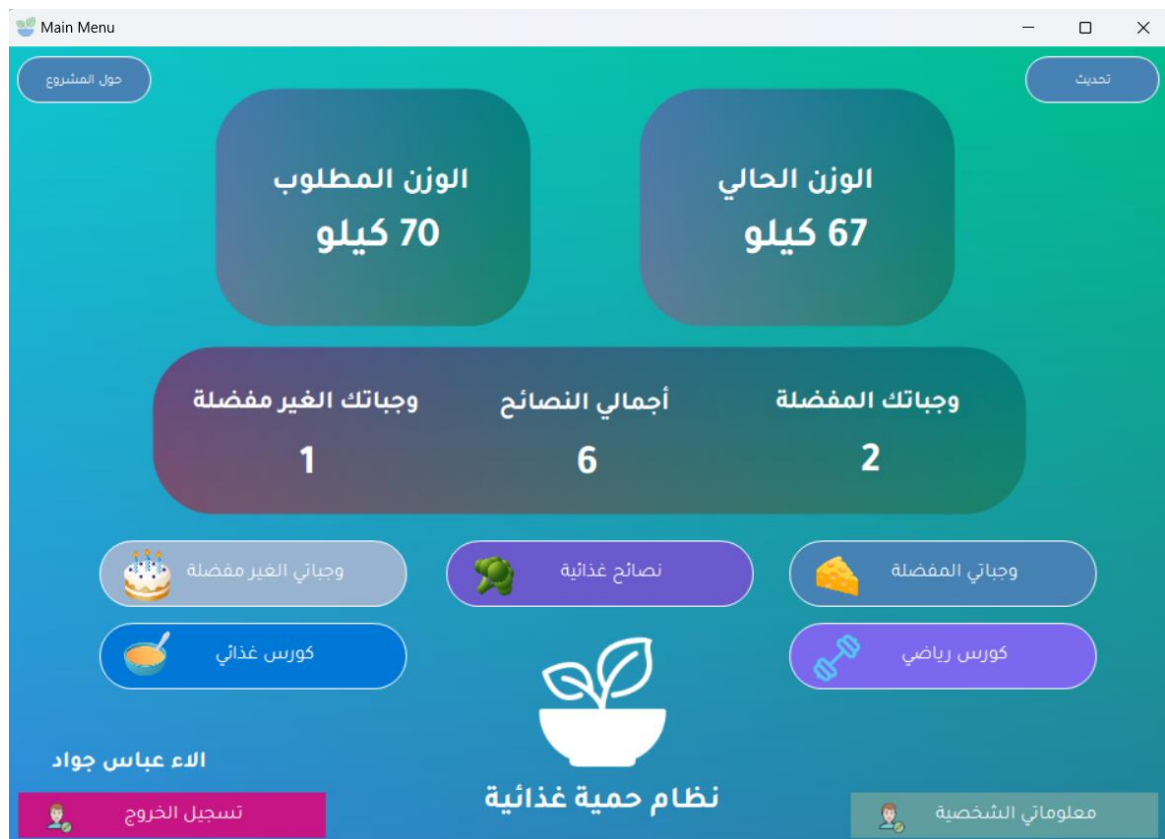 Main Menu
تحديث
حول المشروع
الوزن الحالي
67 كيلو
الوزن المطلوب
70 كيلو
وجباتك المفضلة
2
أجمالي النصائح
6
وجباتك الغير مفضلة
1
وجباتي المفضلة
نصائح غذائية
وجباتي الغير مفضلة
كورس رياضي
كورس غذائي
نظام حمية غذائية
الاء عباس جواد
معلوماتي الشخصية
تسجيل الخروج